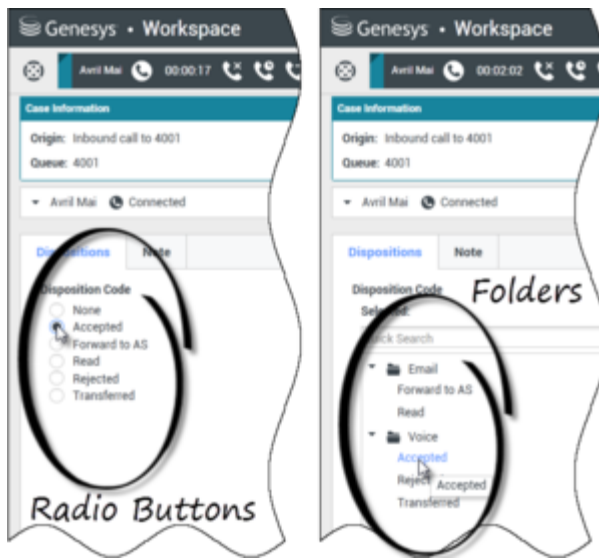 Genesys • Workspace
Avril Mai 00:00:17
Case Information
Origin: Inbound call to 4001
Queue: 4001
Avril Mai Connected
Dispositions Note
Disposition Code
None
Accepted
Forward to AS
Read
Rejected
Transferred
Radio Buttons
Genesys • Workspace
Avril Mai 00:02:02
Case Information
Origin: Inbound call to 4001
Queue: 4001
Avril Mai Connected
Dispositions Note
Disposition Code
Folders
Selected:
Quick Search
Email
Forward to AS
Read
Voice
Accepted
Accepted
Transferred